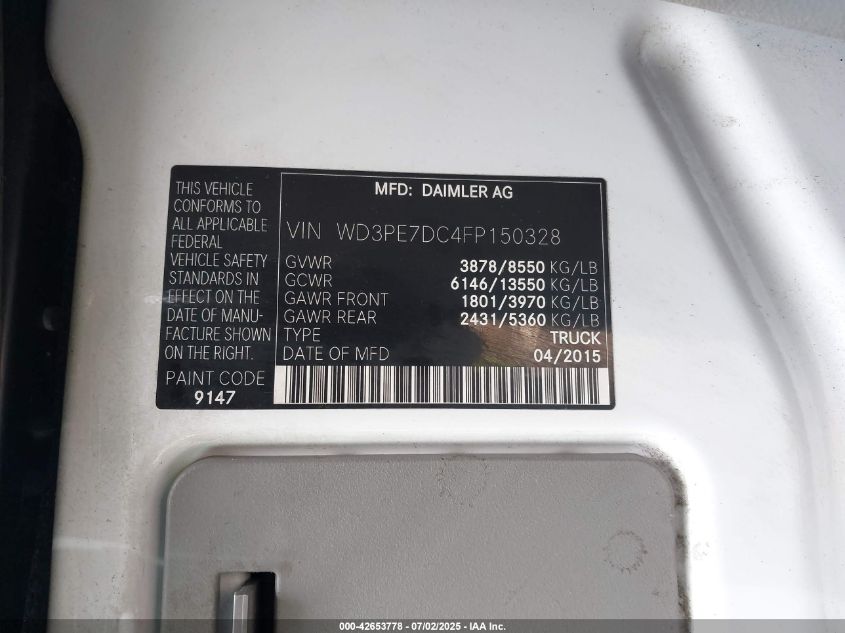 THIS VEHICLE
CONFORMS TO
ALL APPLICABLE
FEDERAL
VEHICLE SAFETY
STANDARDS IN
EFFECT ON THE
DATE OF MANU-
FACTURE SHOWN
ON THE RIGHT.
PAINT CODE
9147
MFD: DAIMLER AG
VIN WD3PE7DC4FP150328
GVWR 3878/8550 KG/LB
GCWR 6146/13550 KG/LB
GAWR FRONT 1801/3970 KG/LB
GAWR REAR 2431/5360 KG/LB
TYPE TRUCK
DATE OF MFD 04/2015
000-42653778 - 07/02/2025 - IAA Inc.